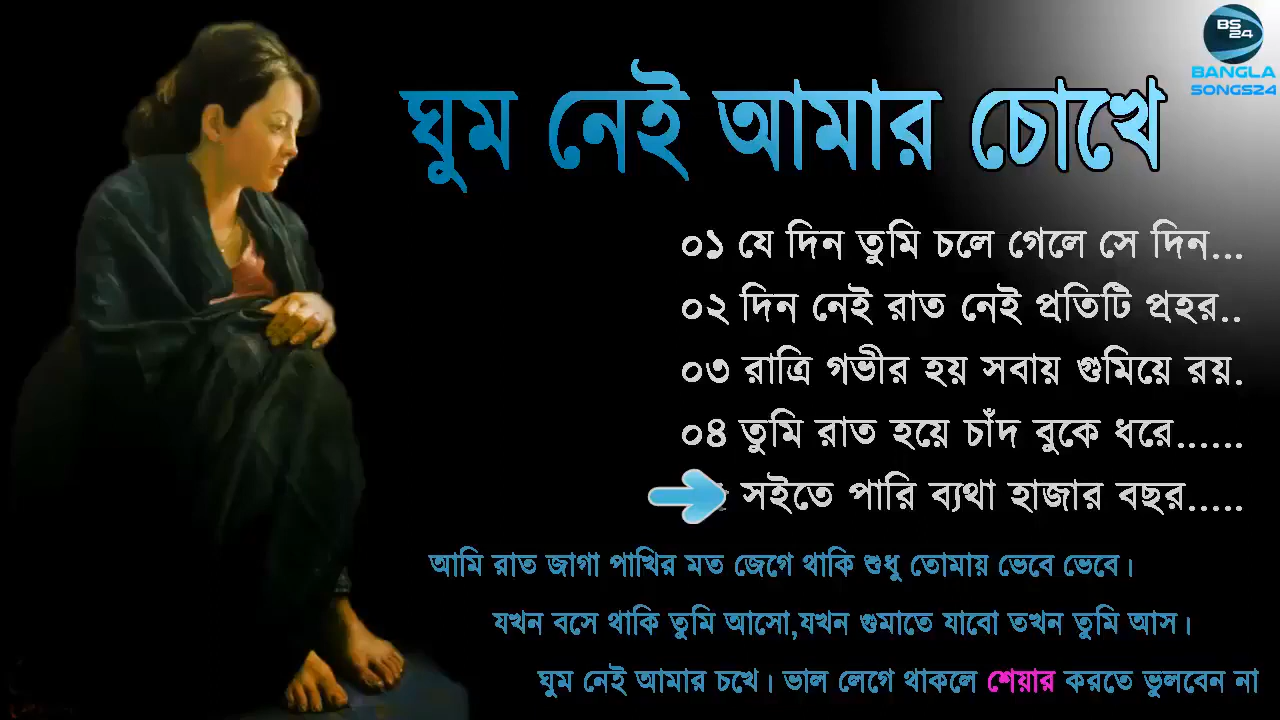 BS
24
BANGLA
SONGS24
ঘুম নেই আমার চোখে
০১ যে দিন তুমি চলে গেলে সে দিন...
০২ দিন নেই রাত নেই প্রতিটি প্রহর..
০৩ রাত্রি গভীর হয় সবায় গুমিয়ে রয়.
০৪ তুমি রাত হয়ে চাঁদ বুকে ধরে......
সইতে পারি ব্যথা হাজার বছর.....
আমি রাত জাগা পাখির মত জেগে থাকি শুধু তোমায় ভেবে ভেবে।
যখন বসে থাকি তুমি আসো,যখন গুমাতে যাবো তখন তুমি আস।
ঘুম নেই আমার চখে। ভাল লেগে থাকলে শেয়ার করতে ভুলবেন না